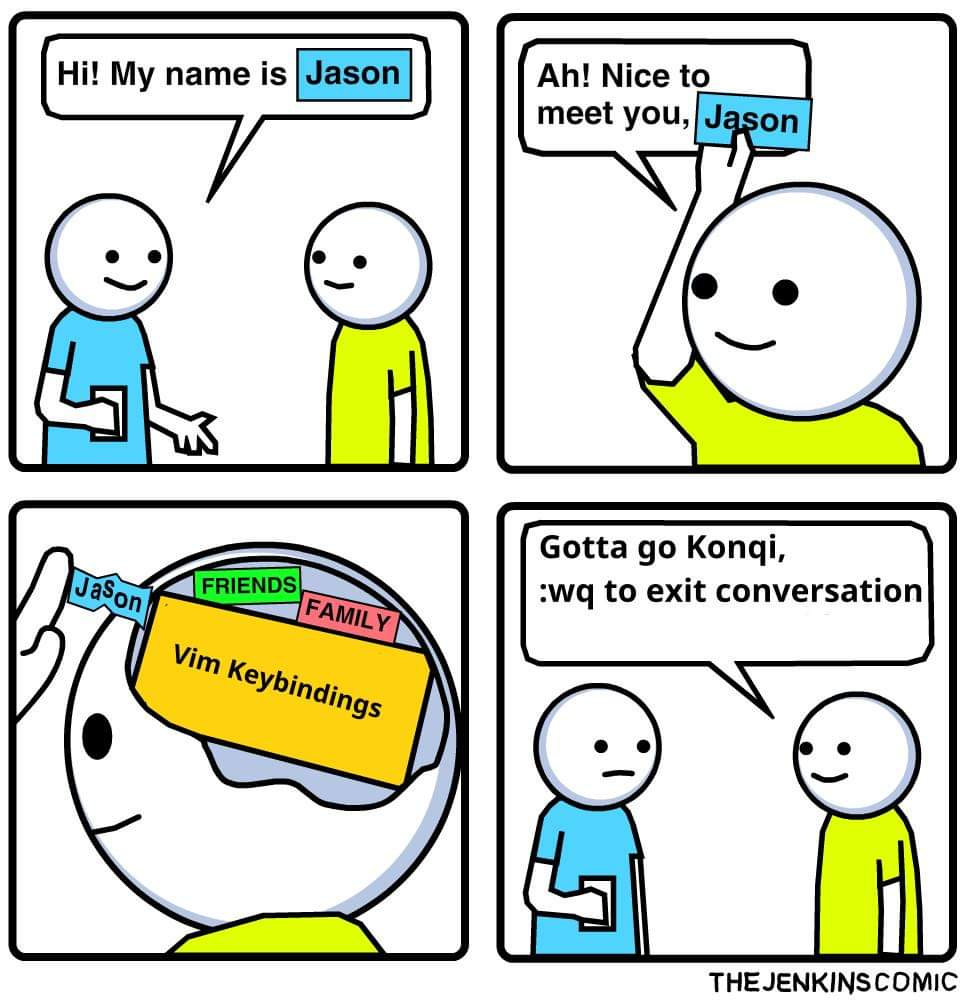 Hi! My name is Jason
Ah! Nice to
meet you, Jason
Jason
FRIENDS
FAMILY
Vim Keybindings
Gotta go Konqi,
:wq to exit conversation
THEJENKINSCOMIC